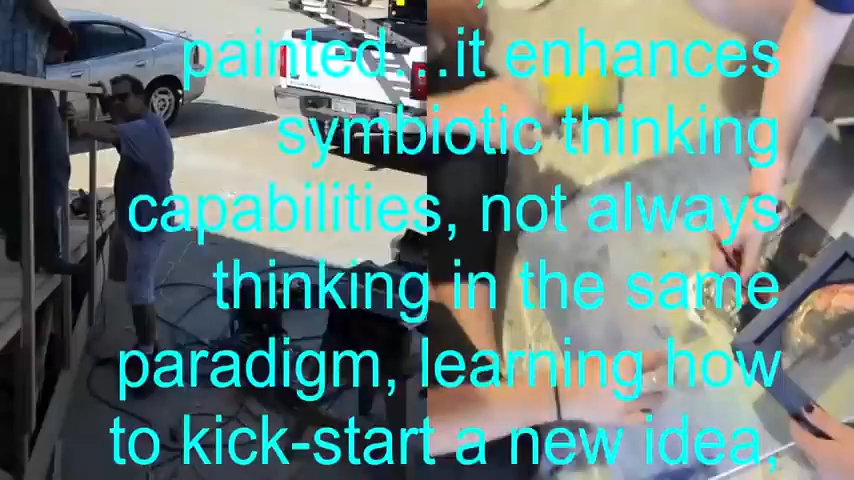 painted…it enhances
symbiotic thinking
capabilities, not always
thinking in the same
paradigm, learning how
to kick-start a new idea,